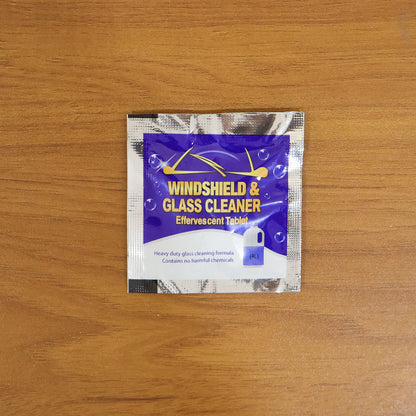 WINDSHIELD &
GLASS CLEANER
Effervescent Tablet
Heavy duty glass cleaning formula
Contains no harmful chemicals